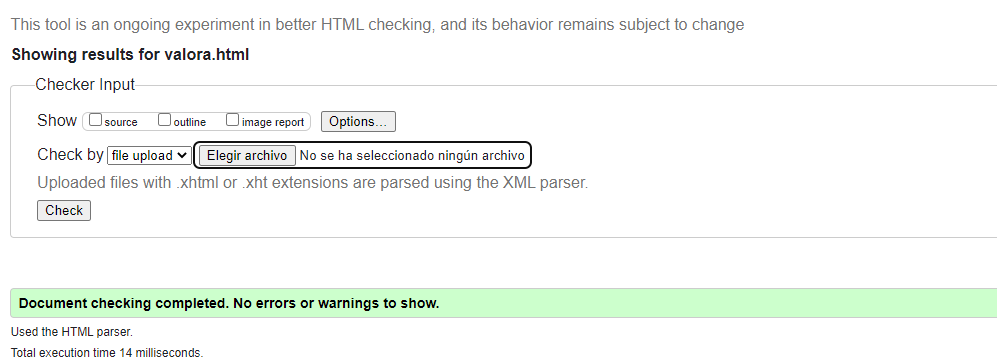 This tool is an ongoing experiment in better HTML checking, and its behavior remains subject to change
Showing results for valora.html
Checker Input
Show source outline image report Options...
Check by file upload Elegir archivo No se ha seleccionado ningún archivo
Uploaded files with .xhtml or .xht extensions are parsed using the XML parser.
Check
Document checking completed. No errors or warnings to show.
Used the HTML parser.
Total execution time 14 milliseconds.